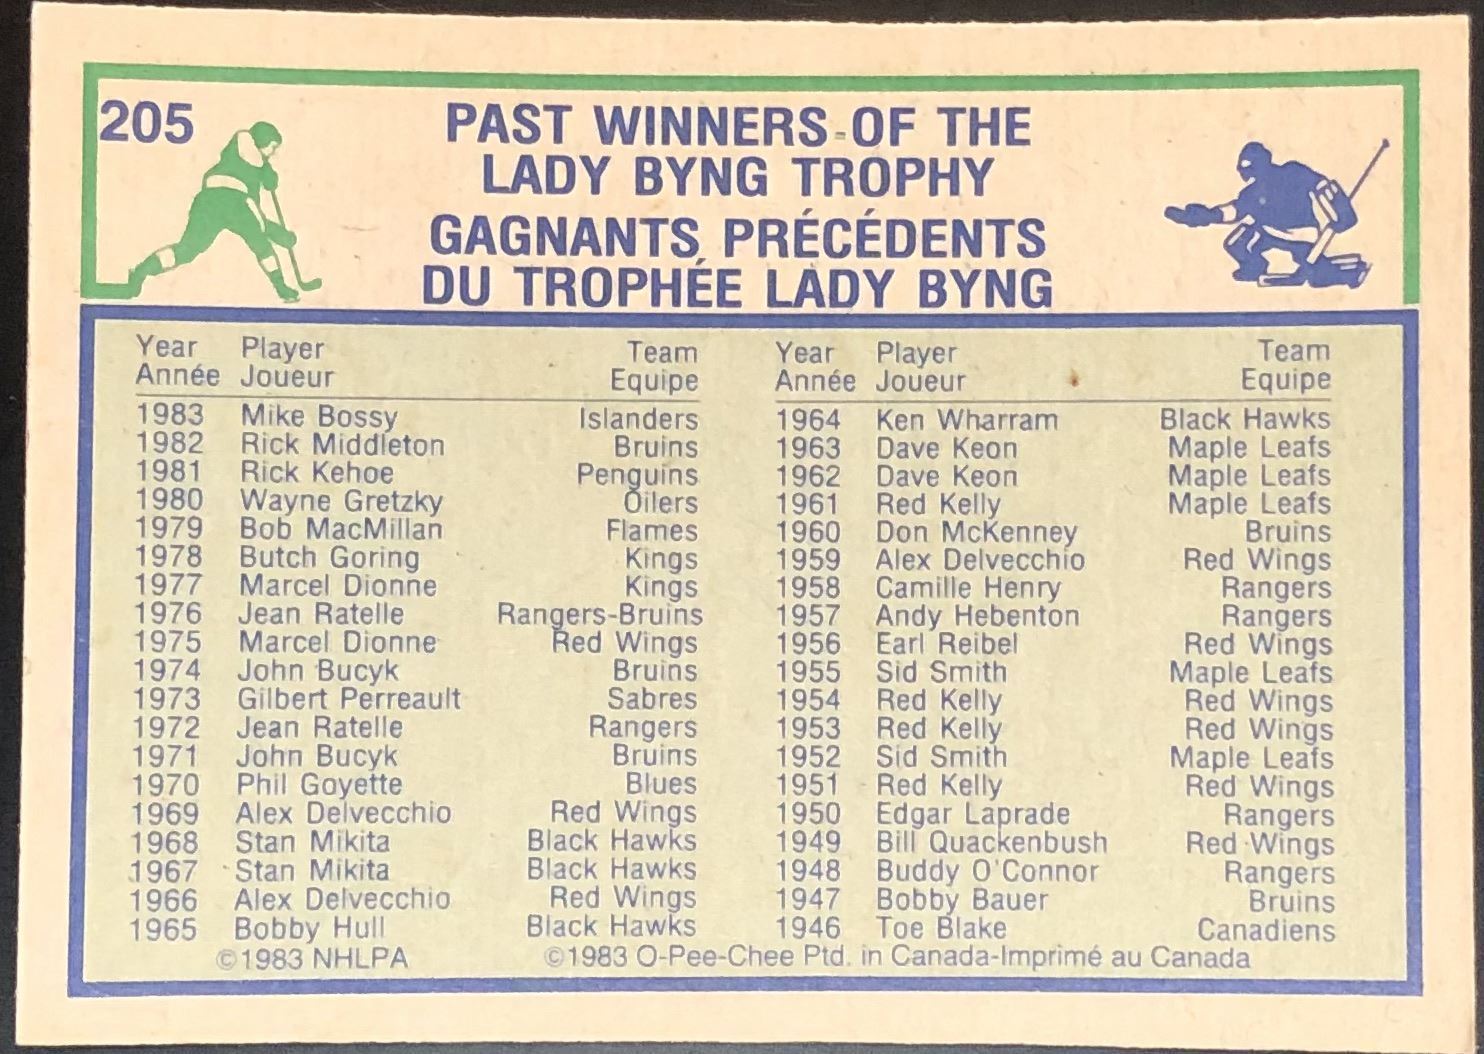 205
PAST WINNERS OF THE
LADY BYNG TROPHY
GAGNANTS PRÉCÉDENTS
DU TROPHÉE LADY BYNG
Year Player Team
Année Joueur Equipe
1983 Mike Bossy Islanders
1982 Rick Middleton Bruins
1981 Rick Kehoe Penguins
1980 Wayne Gretzky Oilers
1979 Bob MacMillan Flames
1978 Butch Goring Kings
1977 Marcel Dionne Kings
1976 Jean Ratelle Rangers-Bruins
1975 Marcel Dionne Red Wings
1974 John Bucyk Bruins
1973 Gilbert Perreault Sabres
1972 Jean Ratelle Rangers
1971 John Bucyk Bruins
1970 Phil Goyette Blues
1969 Alex Delvecchio Red Wings
1968 Stan Mikita Black Hawks
1967 Stan Mikita Black Hawks
1966 Alex Delvecchio Red Wings
1965 Bobby Hull Black Hawks
Year Player Team
Année Joueur Equipe
1964 Ken Wharram Black Hawks
1963 Dave Keon Maple Leafs
1962 Dave Keon Maple Leafs
1961 Red Kelly Maple Leafs
1960 Don McKenney Bruins
1959 Alex Delvecchio Red Wings
1958 Camille Henry Rangers
1957 Andy Hebenton Rangers
1956 Earl Reibel Red Wings
1955 Sid Smith Maple Leafs
1954 Red Kelly Red Wings
1953 Red Kelly Red Wings
1952 Sid Smith Maple Leafs
1951 Red Kelly Red Wings
1950 Edgar Laprade Rangers
1949 Bill Quackenbush Red Wings
1948 Buddy O'Connor Rangers
1947 Bobby Bauer Bruins
1946 Toe Blake Canadiens
©1983 NHLPA ©1983 O-Pee-Chee Ptd. in Canada-Imprimé au Canada